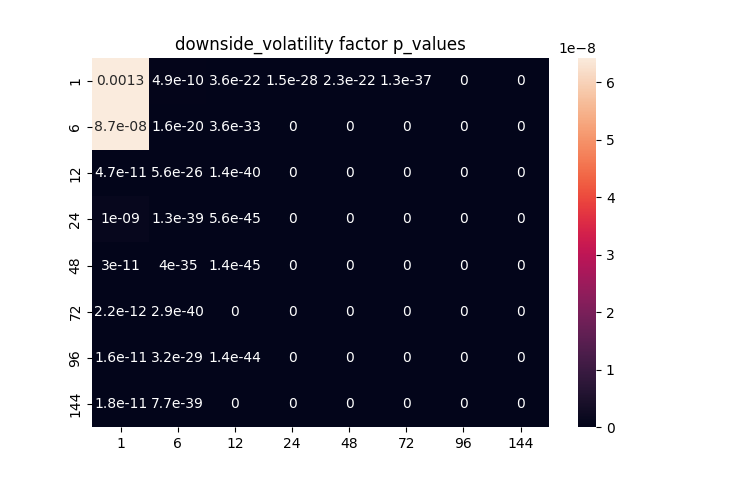 downside_volatility factor p_values
1e−8
1 0.0013 4.9e-10 3.6e-22 1.5e-28 2.3e-22 1.3e-37 0 0
6 8.7e-08 1.6e-20 3.6e-33 0 0 0 0 0
12 4.7e-11 5.6e-26 1.4e-40 0 0 0 0 0
24 1e-09 1.3e-39 5.6e-45 0 0 0 0 0
48 3e-11 4e-35 1.4e-45 0 0 0 0 0
72 2.2e-12 2.9e-40 0 0 0 0 0 0
96 1.6e-11 3.2e-29 1.4e-44 0 0 0 0 0
144 1.8e-11 7.7e-39 0 0 0 0 0 0
1 6 12 24 48 72 96 144
6
5
4
3
2
1
0